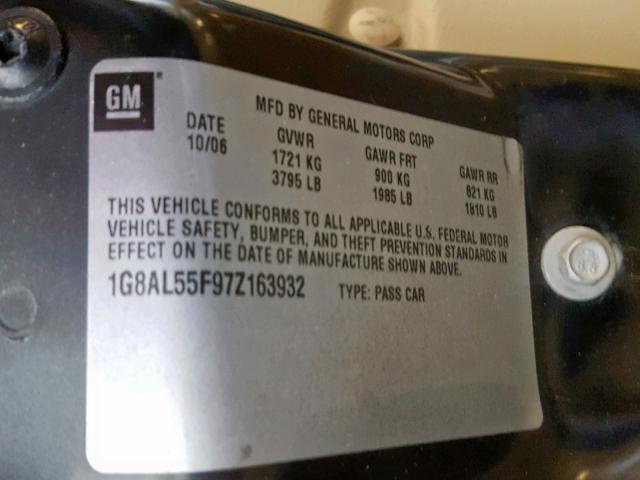 GM
MFD BY GENERAL MOTORS CORP
DATE GVWR GAWR FRT GAWR RR
10/06 1721 KG 900 KG 821 KG
3795 LB 1985 LB 1810 LB
THIS VEHICLE CONFORMS TO ALL APPLICABLE U.S. FEDERAL MOTOR
VEHICLE SAFETY, BUMPER, AND THEFT PREVENTION STANDARDS IN
EFFECT ON THE DATE OF MANUFACTURE SHOWN ABOVE.
1G8AL55F97Z163932 TYPE: PASS CAR